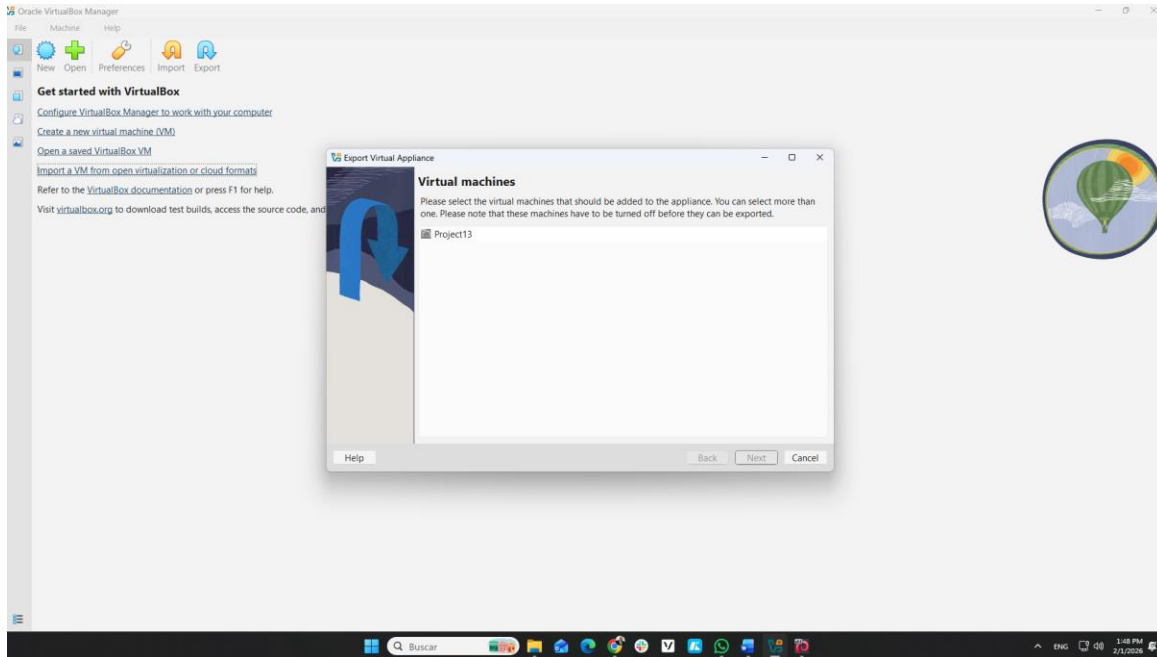 Oracle VirtualBox Manager
File Machine Help
New Open Preferences Import Export
Get started with VirtualBox
Configure VirtualBox Manager to work with your computer
Create a new virtual machine (VM)
Open a saved VirtualBox VM
Import a VM from open virtualization or cloud formats
Refer to the VirtualBox documentation or press F1 for help.
Visit virtualbox.org to download test builds, access the source code, and
Export Virtual Appliance
Virtual machines
Please select the virtual machines that should be added to the appliance. You can select more than
one. Please note that these machines have to be turned off before they can be exported.
Project13
Help Back Next Cancel
Buscar
ENG
1:48 PM
2/1/2026